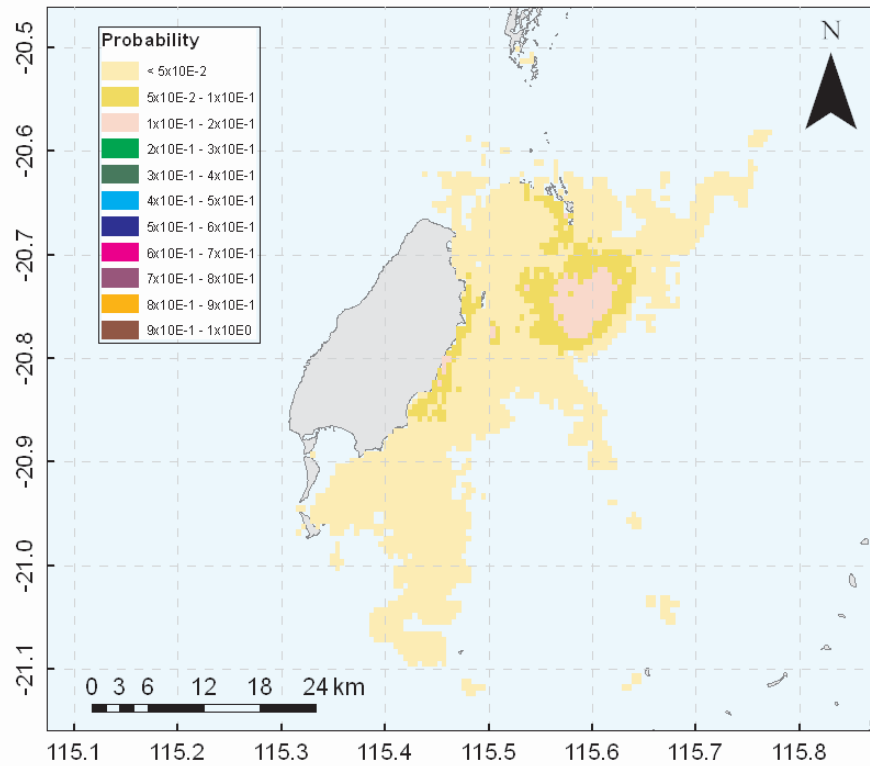 Probability
< 5x10E-2
5x10E-2 - 1x10E-1
1x10E-1 - 2x10E-1
2x10E-1 - 3x10E-1
3x10E-1 - 4x10E-1
4x10E-1 - 5x10E-1
5x10E-1 - 6x10E-1
6x10E-1 - 7x10E-1
7x10E-1 - 8x10E-1
8x10E-1 - 9x10E-1
9x10E-1 - 1x10E0
N
-20.5
-20.6
-20.7
-20.8
-20.9
-21.0
-21.1
0 3 6 12 18 24 km
115.1 115.2 115.3 115.4 115.5 115.6 115.7 115.8